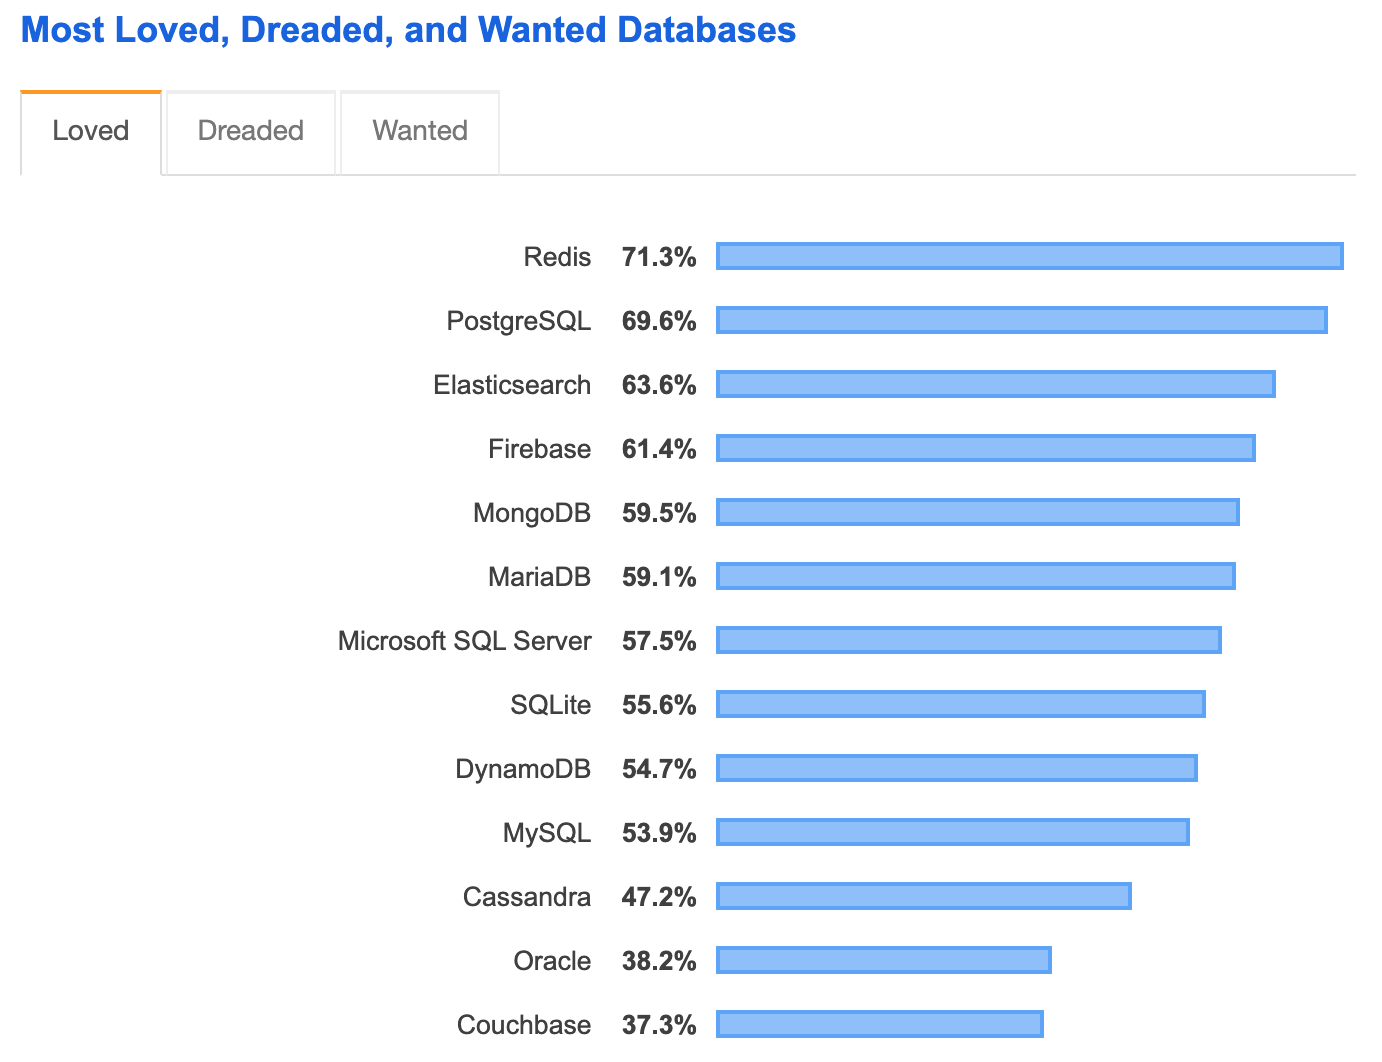 Most Loved, Dreaded, and Wanted Databases
Loved Dreaded Wanted
Redis 71.3%
PostgreSQL 69.6%
Elasticsearch 63.6%
Firebase 61.4%
MongoDB 59.5%
MariaDB 59.1%
Microsoft SQL Server 57.5%
SQLite 55.6%
DynamoDB 54.7%
MySQL 53.9%
Cassandra 47.2%
Oracle 38.2%
Couchbase 37.3%